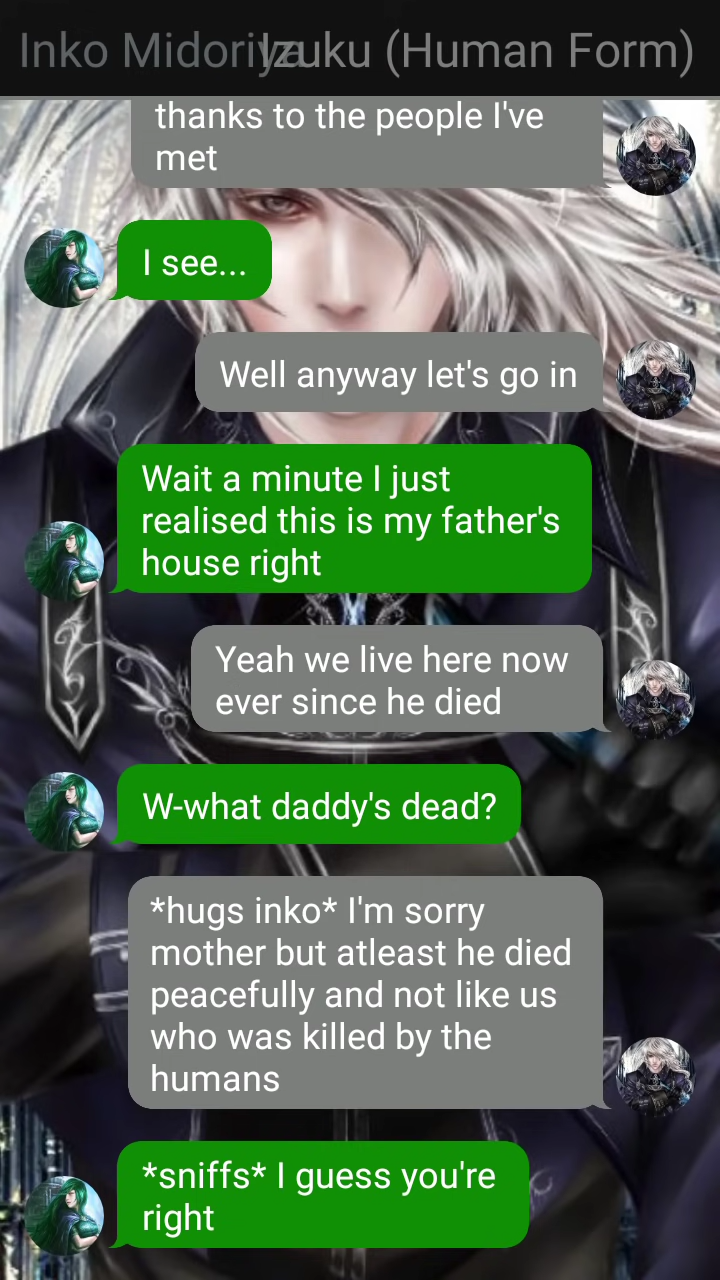 Inko Midoriya Izuku (Human Form)
thanks to the people I've
met
I see...
Well anyway let's go in
Wait a minute I just
realised this is my father's
house right
Yeah we live here now
ever since he died
W-what daddy's dead?
*hugs inko* I'm sorry
mother but atleast he died
peacefully and not like us
who was killed by the
humans
*sniffs* I guess you're
right